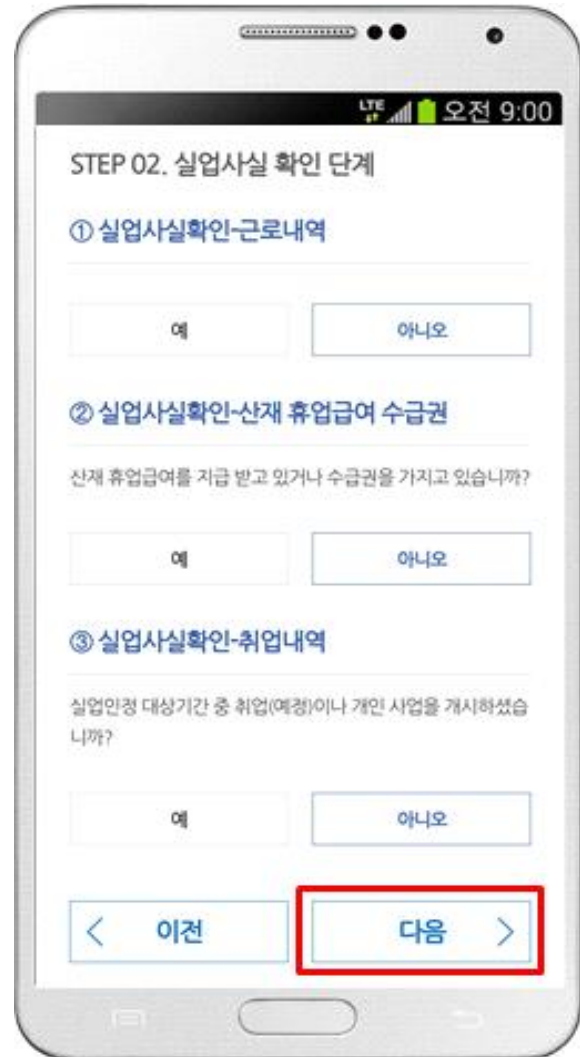 LTE 오전 9:00
STEP 02. 실업사실 확인 단계
① 실업사실확인-근로내역
예 아니오
② 실업사실확인-산재 휴업급여 수급권
산재 휴업급여를 지급 받고 있거나 수급권을 가지고 있습니까?
예 아니오
③ 실업사실확인-취업내역
실업인정 대상기간 중 취업(예정)이나 개인 사업을 개시하셨습
니까?
예 아니오
이전 다음